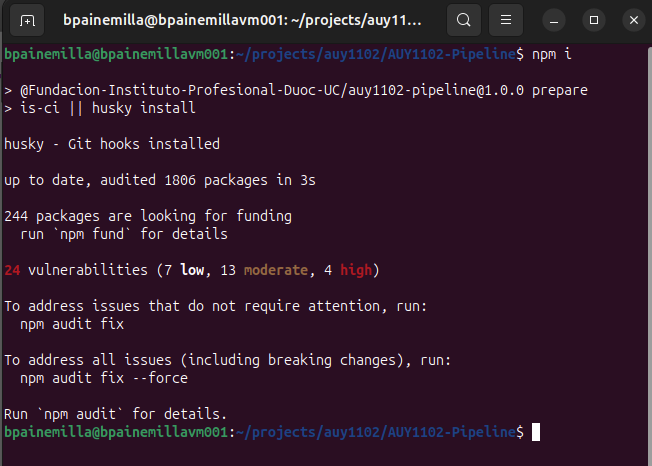 bpainemilla@bpainemillavm001: ~/projects/auy11...
bpainemilla@bpainemillavm001:~/projects/auy1102/AUY1102-Pipeline$ npm i
> @Fundacion-Instituto-Profesional-Duoc-UC/auy1102-pipeline@1.0.0 prepare
> is-ci || husky install
husky - Git hooks installed
up to date, audited 1806 packages in 3s
244 packages are looking for funding
  run `npm fund` for details
24 vulnerabilities (7 low, 13 moderate, 4 high)
To address issues that do not require attention, run:
  npm audit fix
To address all issues (including breaking changes), run:
  npm audit fix --force
Run `npm audit` for details.
bpainemilla@bpainemillavm001:~/projects/auy1102/AUY1102-Pipeline$